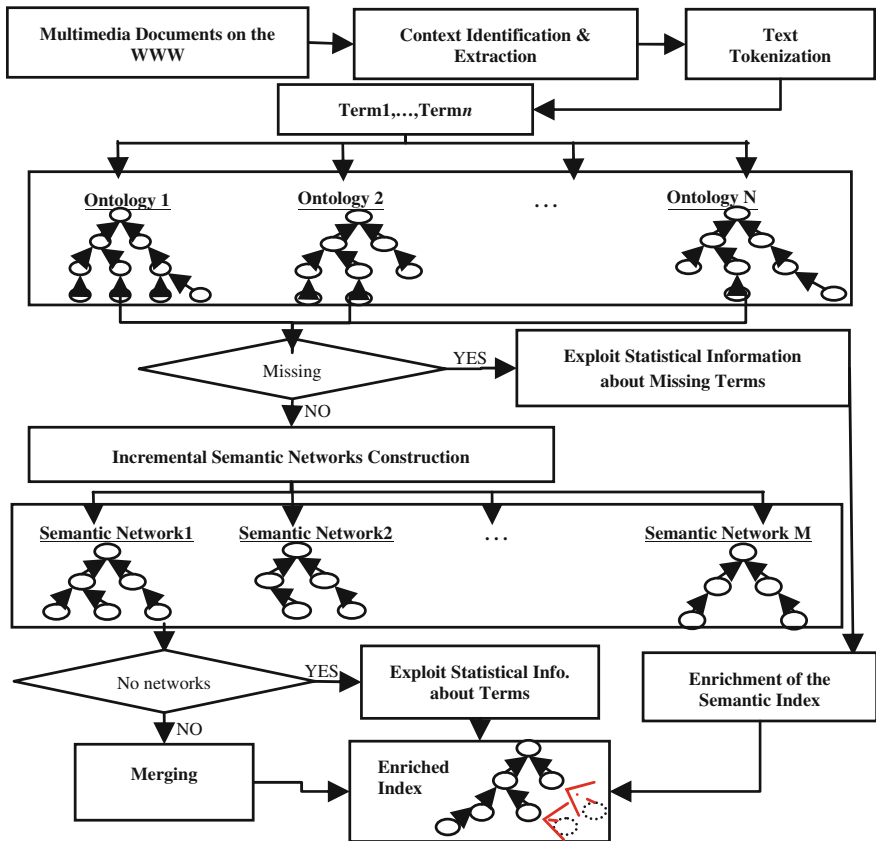 Multimedia Documents on the
WWW
Context Identification &
Extraction
Text
Tokenization
Term1,…,Termn
Ontology 1
Ontology 2
...
Ontology N
Missing
YES
Exploit Statistical Information
about Missing Terms
NO
Incremental Semantic Networks Construction
Semantic Network1
Semantic Network2
...
Semantic Network M
No networks
YES
Exploit Statistical Info.
about Terms
Enrichment of the
Semantic Index
NO
Merging
Enriched
Index